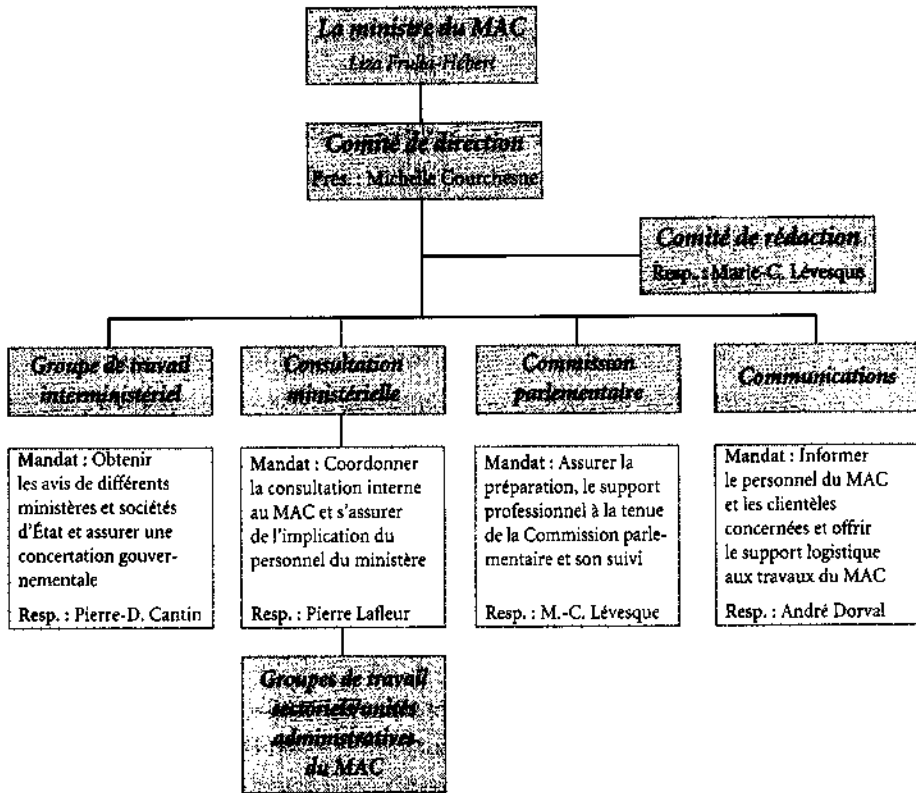 La ministre du MAC
Liza Frulla-Hébert
Comité de direction
Prés. : Michelle Courchesne
Comité de rédaction
Resp. : Marie-C. Lévesque
Groupe de travail
interministériel
Mandat : Obtenir
les avis de différents
ministères et sociétés
d'État et assurer une
concertation gouver-
nementale
Resp. : Pierre-D. Cantin
Consultation
ministérielle
Mandat : Coordonner
la consultation interne
au MAC et s'assurer
de l'implication du
personnel du ministère
Resp. : Pierre Lafleur
Groupes de travail
sectoriels/unités
administratives
du MAC
Commission
parlementaire
Mandat : Assurer la
préparation, le support
professionnel à la tenue
de la Commission parle-
mentaire et son suivi
Resp. : M.-C. Lévesque
Communications
Mandat : Informer
le personnel du MAC
et les clientèles
concernées et offrir
le support logistique
aux travaux du MAC
Resp. : André Dorval